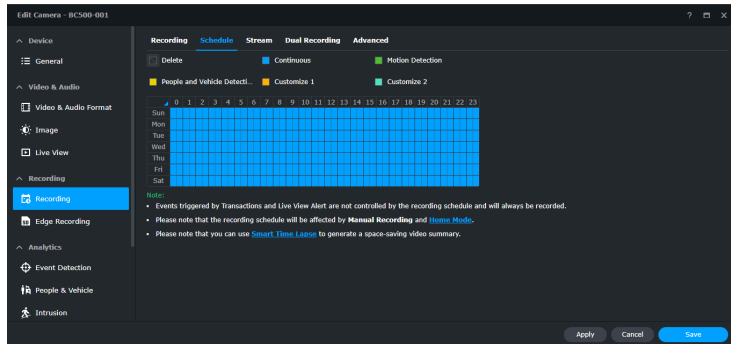 Edit Camera - BC500-001
Device
General
Video & Audio
Video & Audio Format
Image
Live View
Recording
Recording
Edge Recording
Analytics
Event Detection
People & Vehicle
Intrusion
Recording Schedule Stream Dual Recording Advanced
Delete Continuous Motion Detection
People and Vehicle Detecti... Customize 1 Customize 2
0 1 2 3 4 5 6 7 8 9 10 11 12 13 14 15 16 17 18 19 20 21 22 23
Sun
Mon
Tue
Wed
Thu
Fri
Sat
Note:
• Events triggered by Transactions and Live View Alert are not controlled by the recording schedule and will always be recorded.
• Please note that the recording schedule will be affected by Manual Recording and Home Mode.
• Please note that you can use Smart Time Lapse to generate a space-saving video summary.
Apply Cancel Save